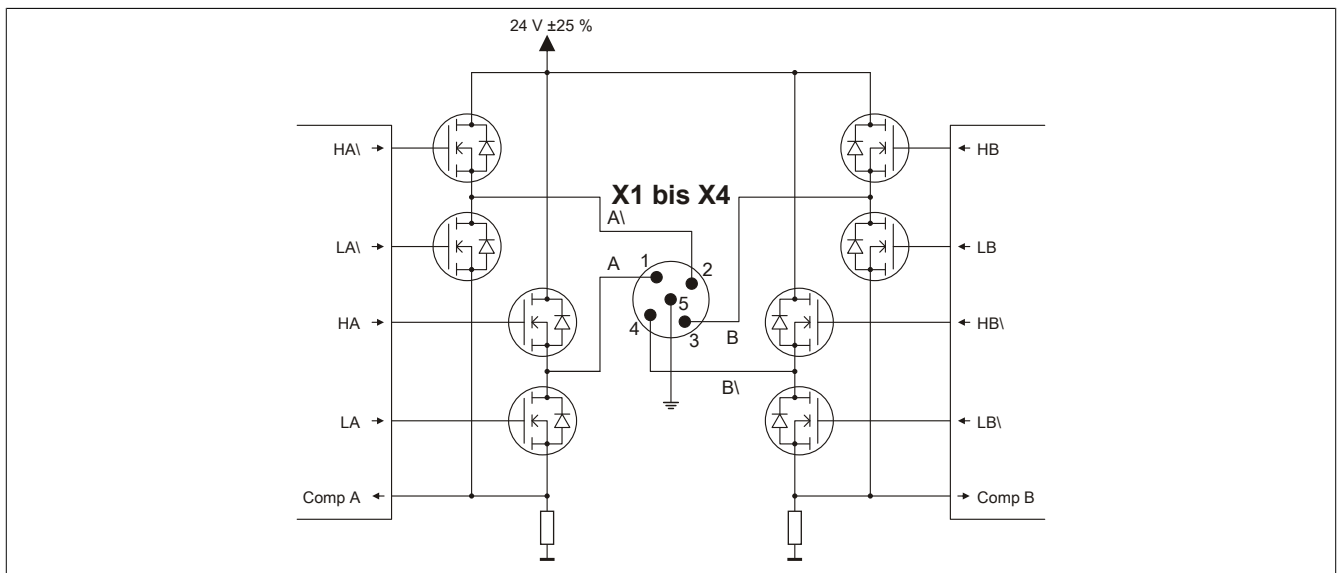 24 V ±25 %
HA\
HB
X1 bis X4
A\
LA\
LB
A
1
2
5
HA
4
3
B
HB\
B\
LA
LB\
Comp A
Comp B